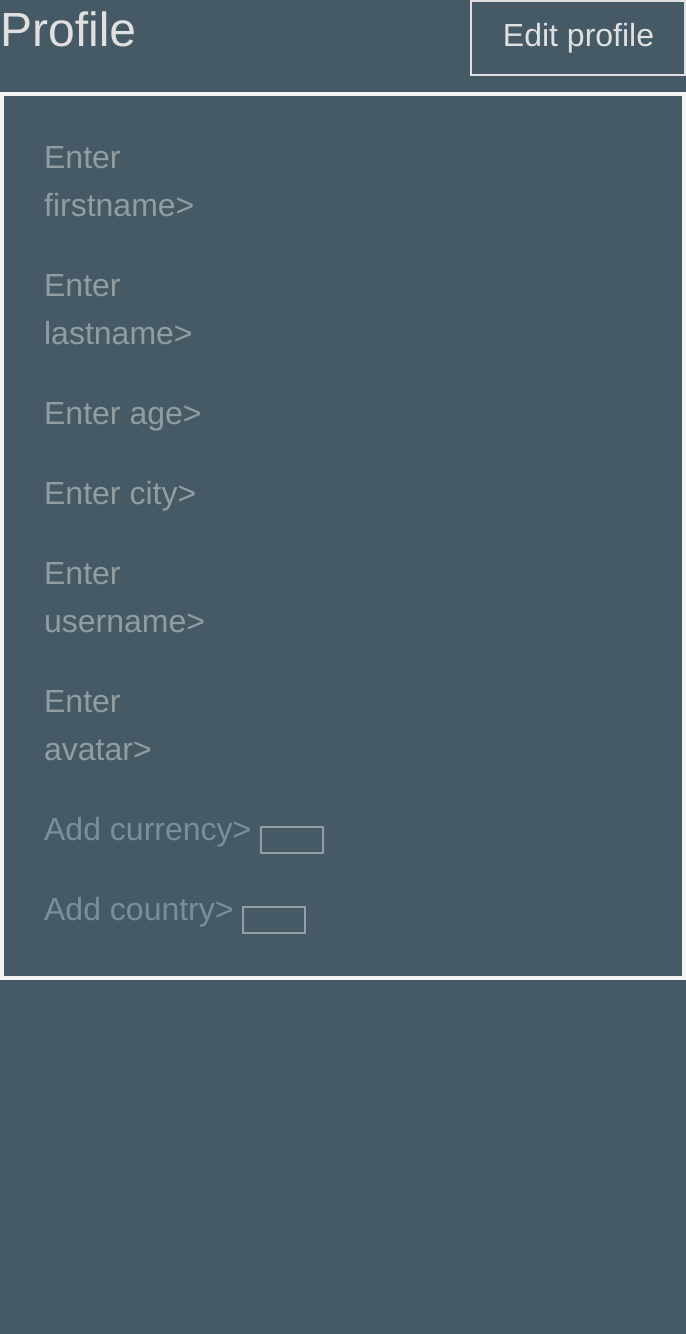 Profile
Edit profile
Enter
firstname>
Enter
lastname>
Enter age>
Enter city>
Enter
username>
Enter
avatar>
Add currency>
Add country>